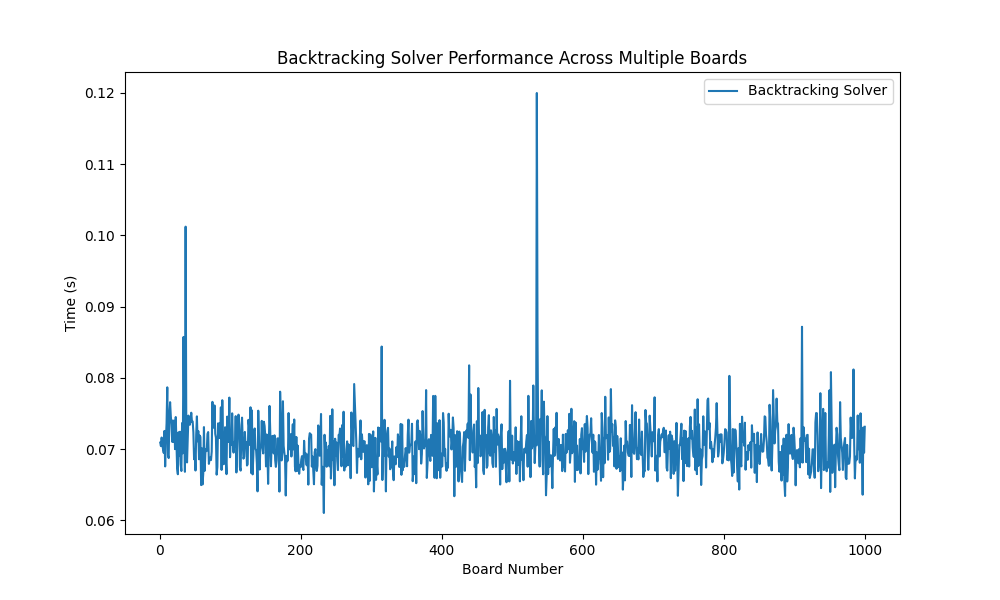 Backtracking Solver Performance Across Multiple Boards
Backtracking Solver
0.12
0.11
0.10
0.09
0.08
0.07
0.06
Time (s)
0 200 400 600 800 1000
Board Number